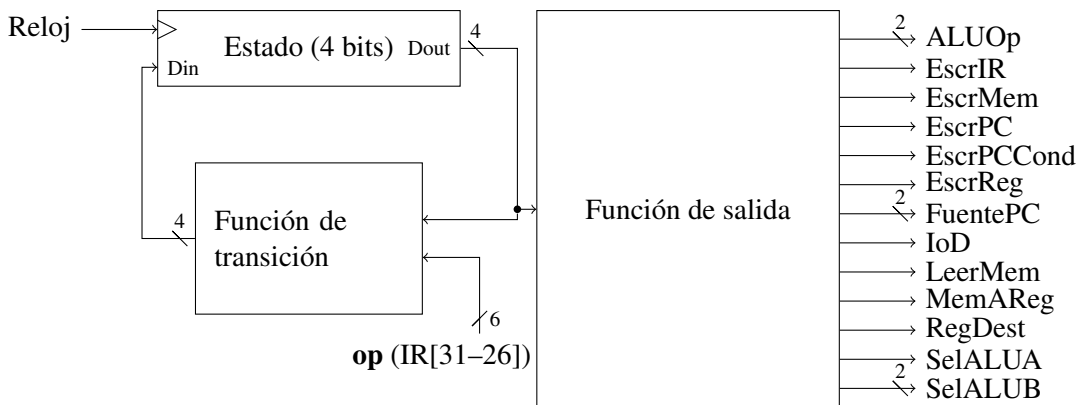 Reloj
Estado (4 bits)
Din
Dout
4
Función de
transición
4
6
op (IR[31–26])
Función de salida
2
ALUOp
EscrIR
EscrMem
EscrPC
EscrPCCond
EscrReg
2
FuentePC
IoD
LeerMem
MemAReg
RegDest
SelALUA
2
SelALUB